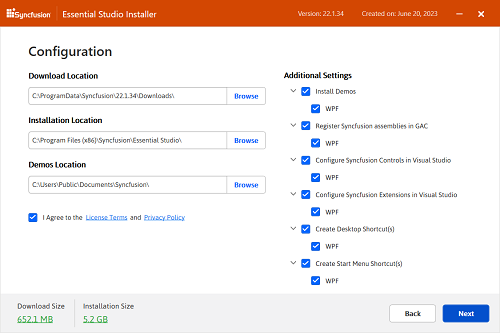 Syncfusion Essential Studio Installer Version: 22.1.34 Created on: June 20, 2023
Configuration
Download Location
C:\ProgramData\Syncfusion\22.1.34\Downloads\ Browse
Installation Location
C:\Program Files (x86)\Syncfusion\Essential Studio\ Browse
Demos Location
C:\Users\Public\Documents\Syncfusion\ Browse
I Agree to the License Terms and Privacy Policy
Additional Settings
Install Demos
WPF
Register Syncfusion assemblies in GAC
WPF
Configure Syncfusion Controls in Visual Studio
WPF
Configure Syncfusion Extensions in Visual Studio
WPF
Create Desktop Shortcut(s)
WPF
Create Start Menu Shortcut(s)
WPF
Download Size Installation Size
652.1 MB 5.2 GB
Back Next